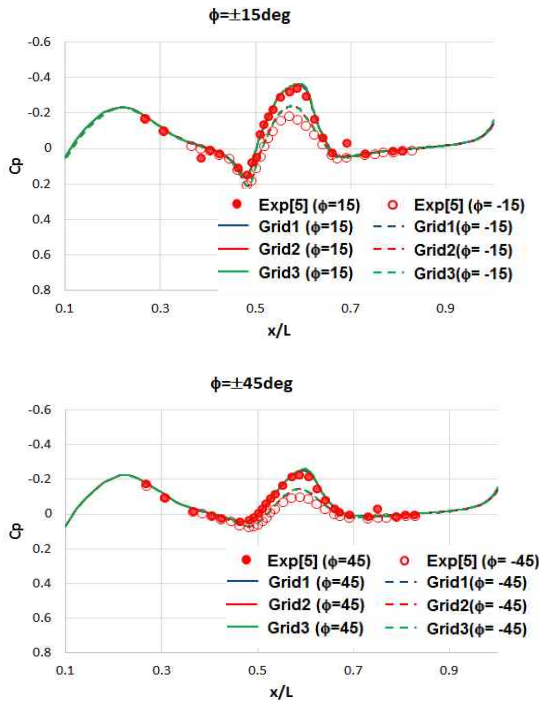 ϕ=±15deg
-0.6
-0.4
-0.2
0
0.2
0.4
0.6
0.8
Cp
Exp[5] (ϕ=15) Exp[5] (ϕ= -15)
Grid1 (ϕ=15) Grid1(ϕ= -15)
Grid2 (ϕ=15) Grid2(ϕ= -15)
Grid3 (ϕ=15) Grid3(ϕ= -15)
0.1 0.3 0.5 0.7 0.9
x/L
ϕ=±45deg
-0.6
-0.4
-0.2
0
0.2
0.4
0.6
0.8
Cp
Exp[5] (ϕ=45) Exp[5] (ϕ= -45)
Grid1 (ϕ=45) Grid1(ϕ= -45)
Grid2 (ϕ=45) Grid2(ϕ= -45)
Grid3 (ϕ=45) Grid3(ϕ= -45)
0.1 0.3 0.5 0.7 0.9
x/L